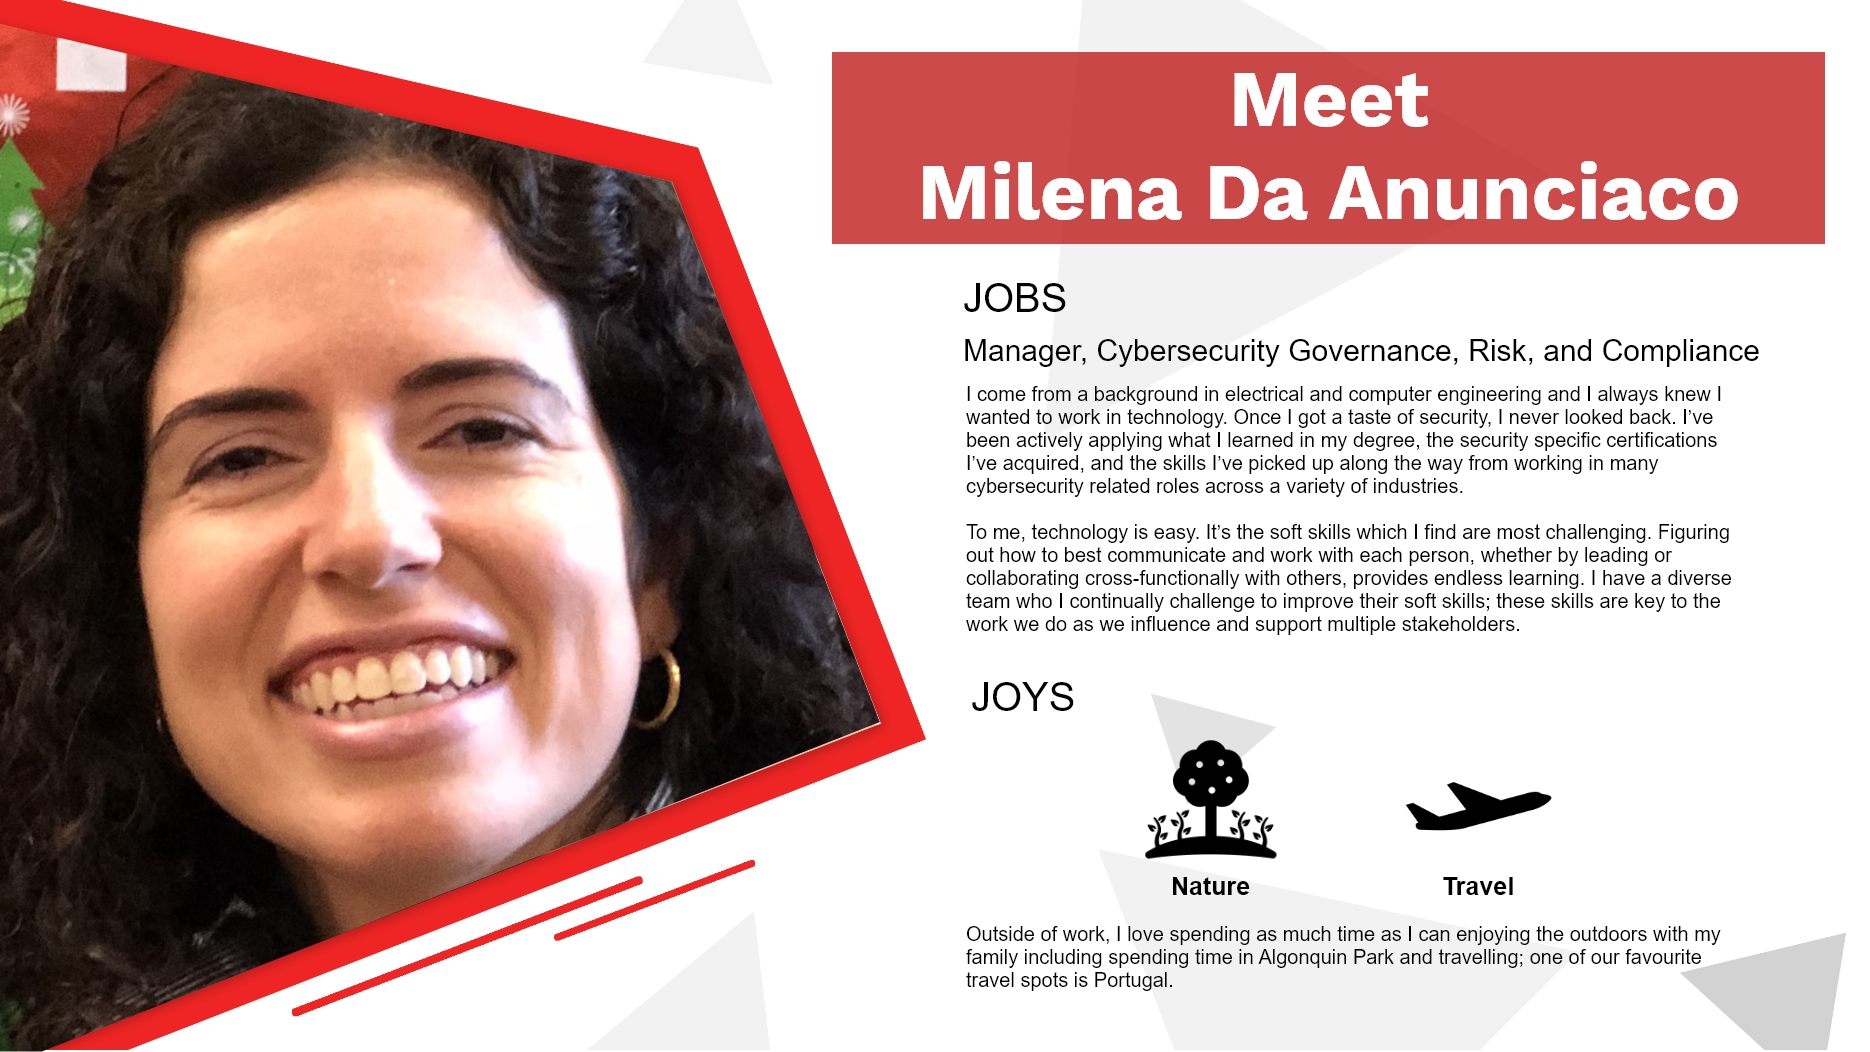 Meet
Milena Da Anunciaco
JOBS
Manager, Cybersecurity Governance, Risk, and Compliance
I come from a background in electrical and computer engineering and I always knew I
wanted to work in technology. Once I got a taste of security, I never looked back. I’ve
been actively applying what I learned in my degree, the security specific certifications
I’ve acquired, and the skills I’ve picked up along the way from working in many
cybersecurity related roles across a variety of industries.
To me, technology is easy. It’s the soft skills which I find are most challenging. Figuring
out how to best communicate and work with each person, whether by leading or
collaborating cross-functionally with others, provides endless learning. I have a diverse
team who I continually challenge to improve their soft skills; these skills are key to the
work we do as we influence and support multiple stakeholders.
JOYS
Nature
Travel
Outside of work, I love spending as much time as I can enjoying the outdoors with my
family including spending time in Algonquin Park and travelling; one of our favourite
travel spots is Portugal.